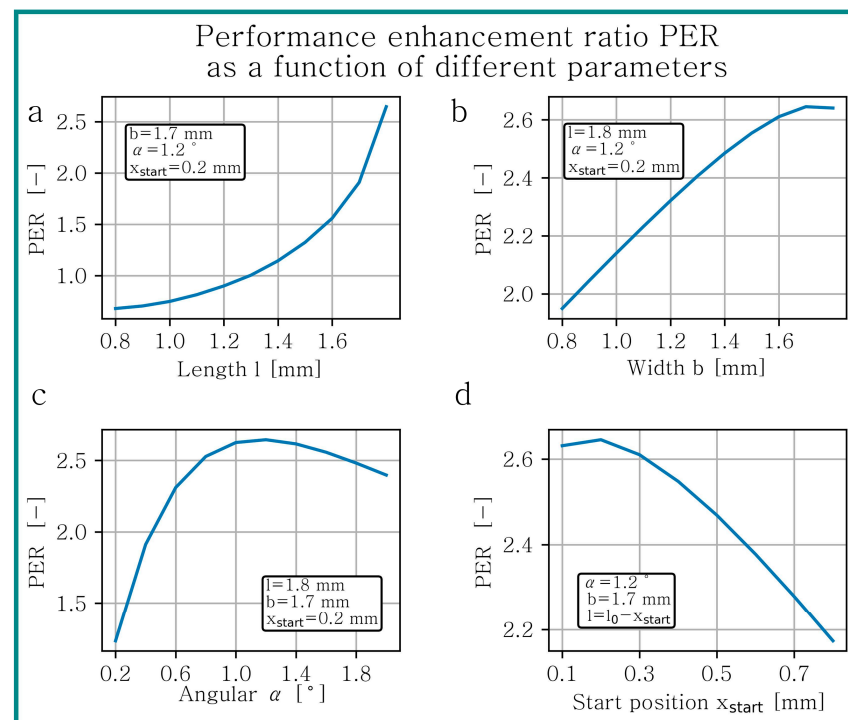 Performance enhancement ratio PER
as a function of different parameters
a
PER [-]
2.5
2.0
1.5
1.0
b=1.7 mm
α=1.2 °
xstart=0.2 mm
0.8 1.0 1.2 1.4 1.6
Length l [mm]
b
PER [-]
2.6
2.4
2.2
2.0
l=1.8 mm
α=1.2 °
xstart=0.2 mm
0.8 1.0 1.2 1.4 1.6
Width b [mm]
c
PER [-]
2.5
2.0
1.5
l=1.8 mm
b=1.7 mm
xstart=0.2 mm
0.2 0.6 1.0 1.4 1.8
Angular α [°]
d
PER [-]
2.6
2.4
2.2
α=1.2 °
b=1.7 mm
l=l0−xstart
0.1 0.3 0.5 0.7
Start position xstart [mm]